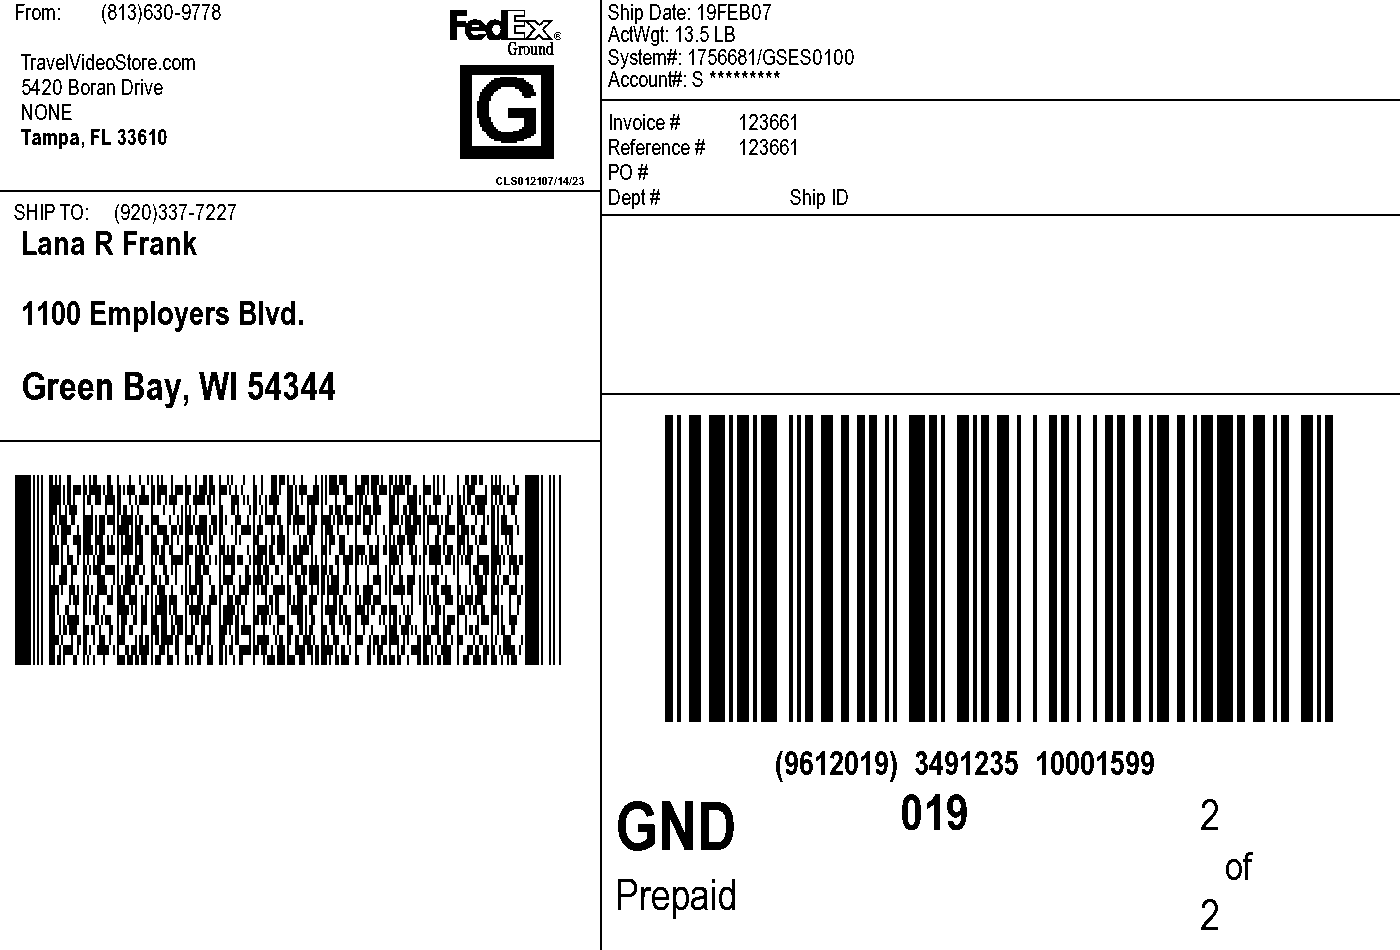 From: (813)630-9778
TravelVideoStore.com
5420 Boran Drive
NONE
Tampa, FL 33610
FedEx®
Ground
G
CLS012107/14/23
Ship Date: 19FEB07
ActWgt: 13.5 LB
System#: 1756681/GSES0100
Account#: S *********
Invoice # 123661
Reference # 123661
PO #
Dept # Ship ID
SHIP TO: (920)337-7227
Lana R Frank
1100 Employers Blvd.
Green Bay, WI 54344
(9612019) 3491235 10001599
GND 019 2
of
Prepaid 2